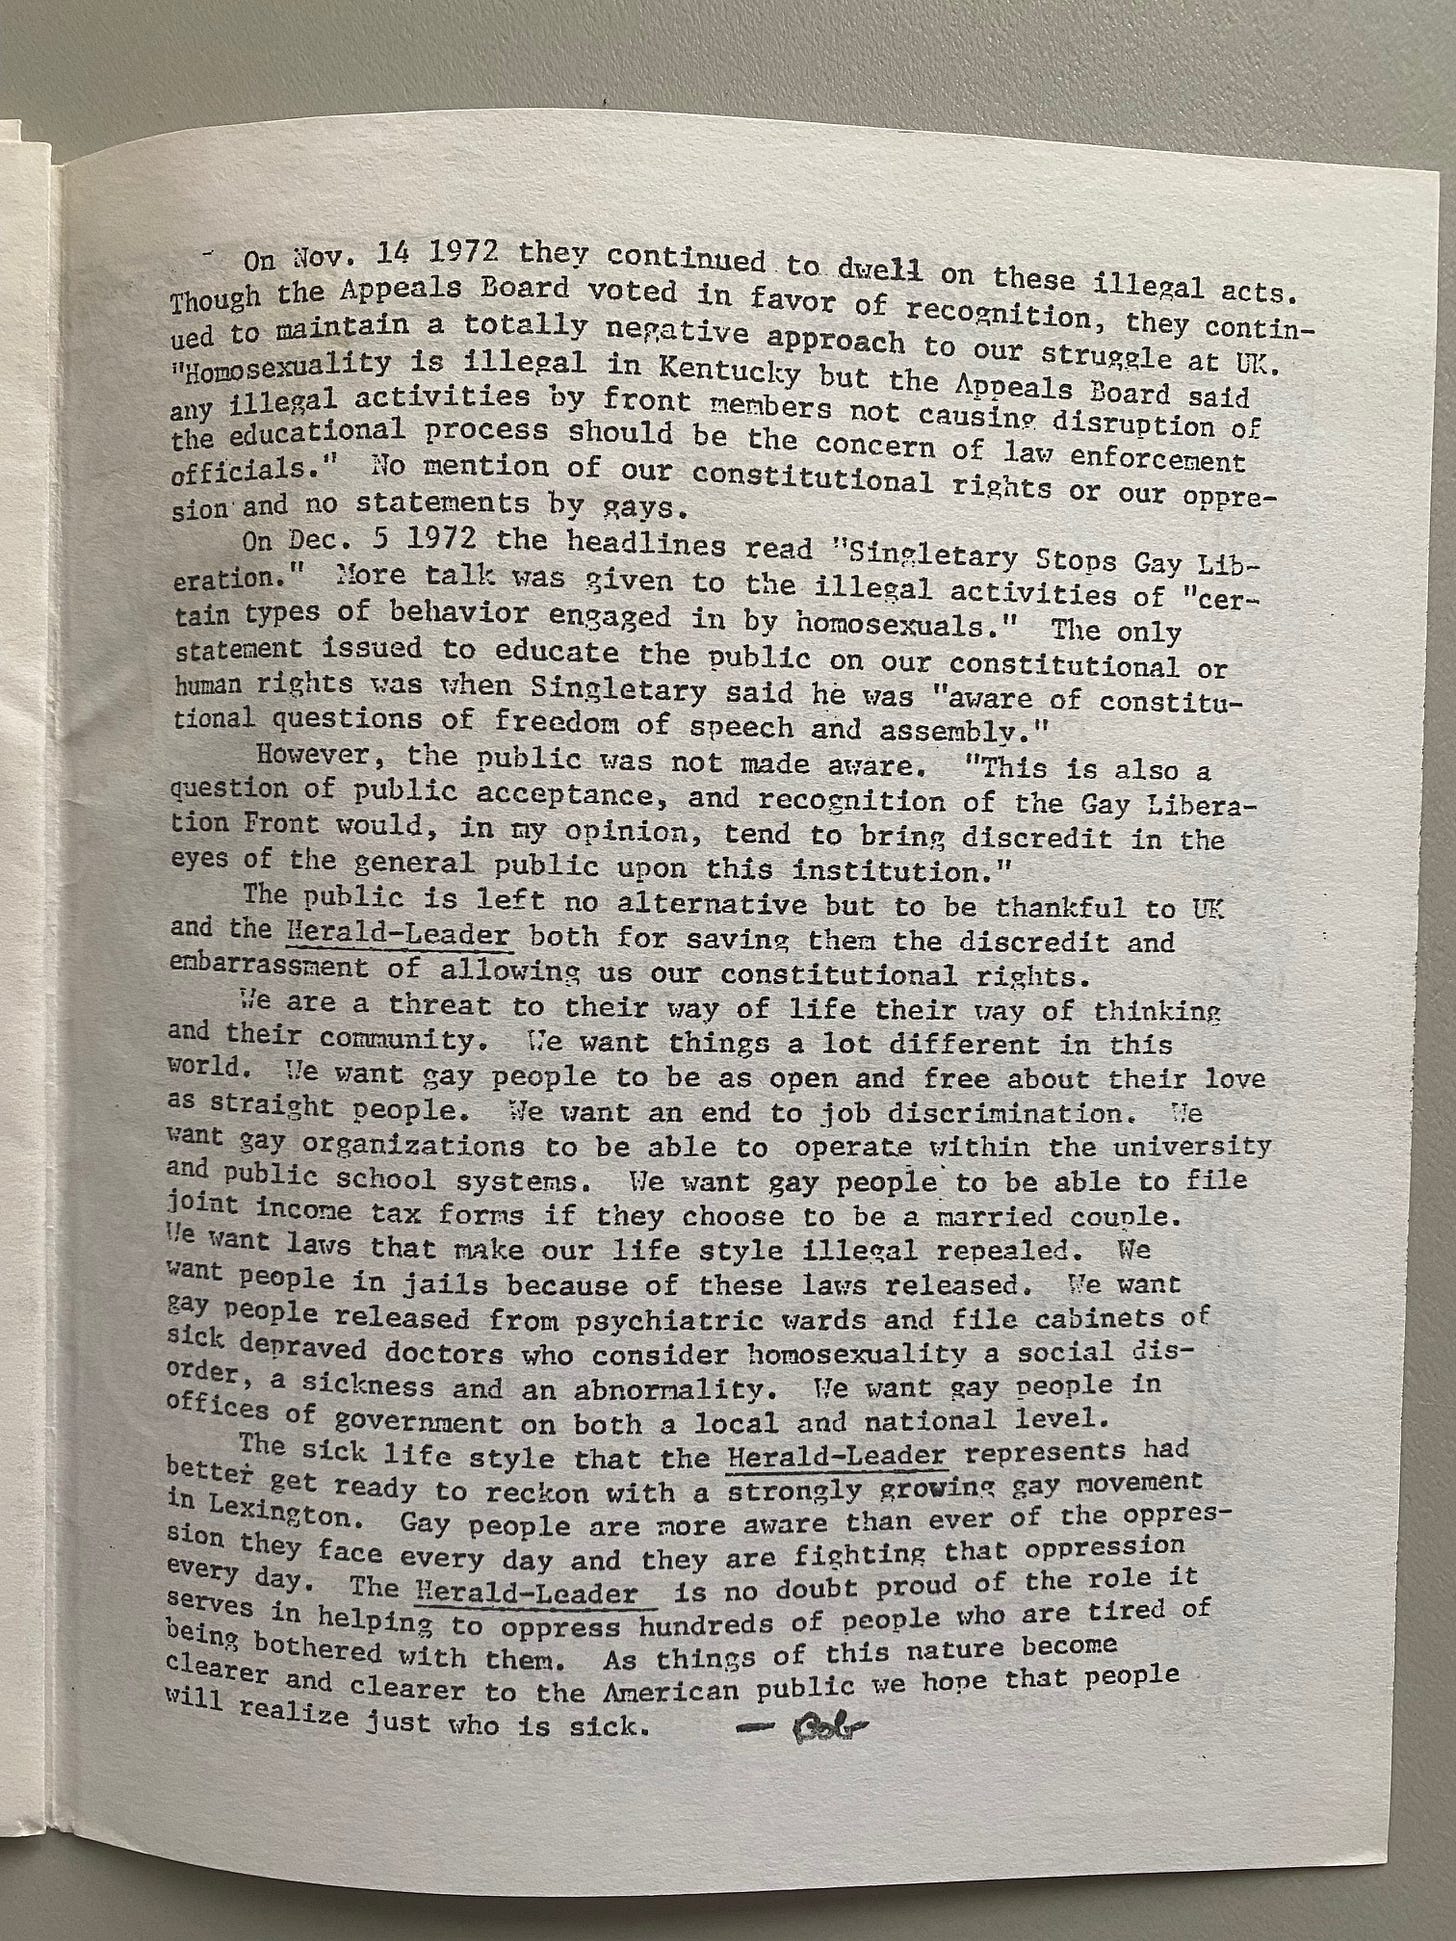 - On Nov. 14 1972 they continued to dwell on these illegal acts.
Though the Appeals Board voted in favor of recognition, they contin-
ued to maintain a totally negative approach to our struggle at UK.
"Homosexuality is illegal in Kentucky but the Appeals Board said
any illegal activities by front members not causing disruption of
the educational process should be the concern of law enforcement
officials." No mention of our constitutional rights or our oppre-
sion and no statements by gays.
On Dec. 5 1972 the headlines read "Singletary Stops Gay Lib-
eration." More talk was given to the illegal activities of "cer-
tain types of behavior engaged in by homosexuals." The only
statement issued to educate the public on our constitutional or
human rights was when Singletary said he was "aware of constitu-
tional questions of freedom of speech and assembly."
However, the public was not made aware. "This is also a
question of public acceptance, and recognition of the Gay Libera-
tion Front would, in my opinion, tend to bring discredit in the
eyes of the general public upon this institution."
The public is left no alternative but to be thankful to UK
and the Herald-Leader both for saving them the discredit and
embarrassment of allowing us our constitutional rights.
We are a threat to their way of life their way of thinking
and their community. We want things a lot different in this
world. We want gay people to be as open and free about their love
as straight people. We want an end to job discrimination. We
want gay organizations to be able to operate within the university
and public school systems. We want gay people to be able to file
joint income tax forms if they choose to be a married couple.
We want laws that make our life style illegal repealed. We
want people in jails because of these laws released. We want
gay people released from psychiatric wards and file cabinets of
sick depraved doctors who consider homosexuality a social dis-
order, a sickness and an abnormality. We want gay people in
offices of government on both a local and national level.
The sick life style that the Herald-Leader represents had
better get ready to reckon with a strongly growing gay movement
in Lexington. Gay people are more aware than ever of the oppres-
sion they face every day and they are fighting that oppression
every day. The Herald-Leader is no doubt proud of the role it
serves in helping to oppress hundreds of people who are tired of
being bothered with them. As things of this nature become
clearer and clearer to the American public we hope that people
will realize just who is sick. — Bob